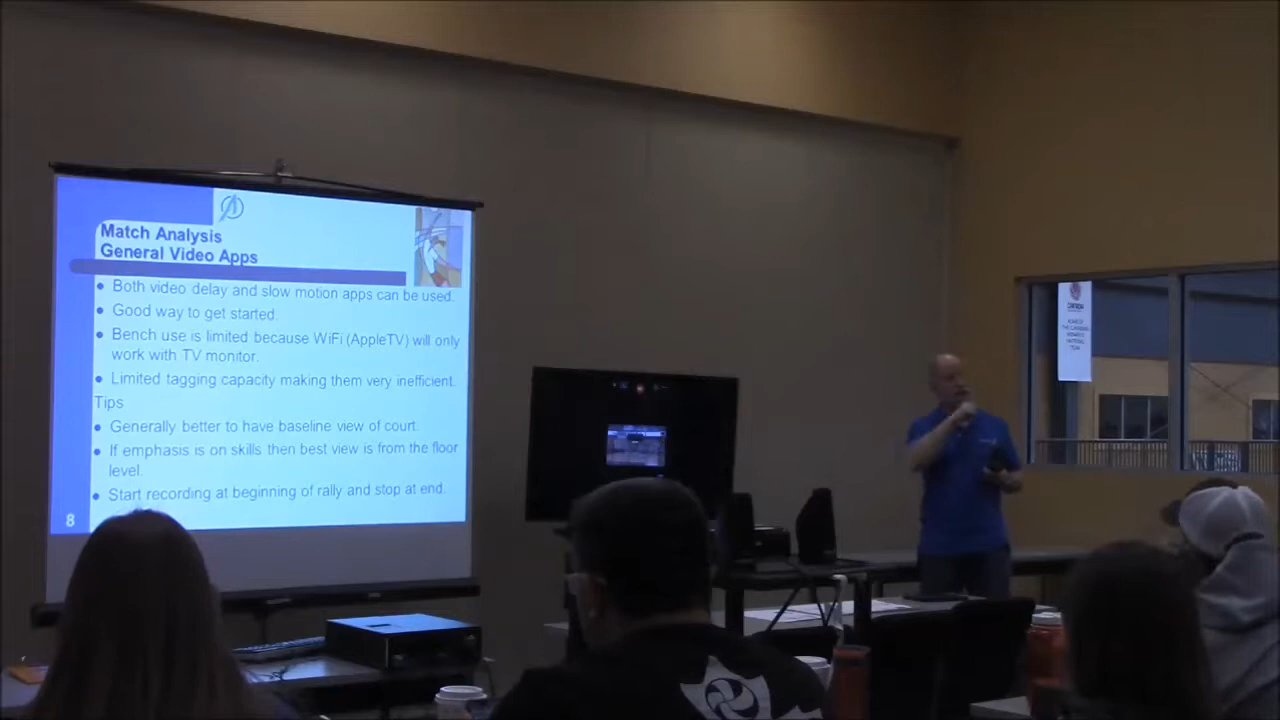 Match Analysis
General Video Apps
• Both video delay and slow motion apps can be used.
• Good way to get started.
• Bench use is limited because WiFi (AppleTV) will only
work with TV monitor.
• Limited tagging capacity making them very inefficient.
Tips
• Generally better to have baseline view of court.
• If emphasis is on skills then best view is from the floor
level.
• Start recording at beginning of rally and stop at end.
8